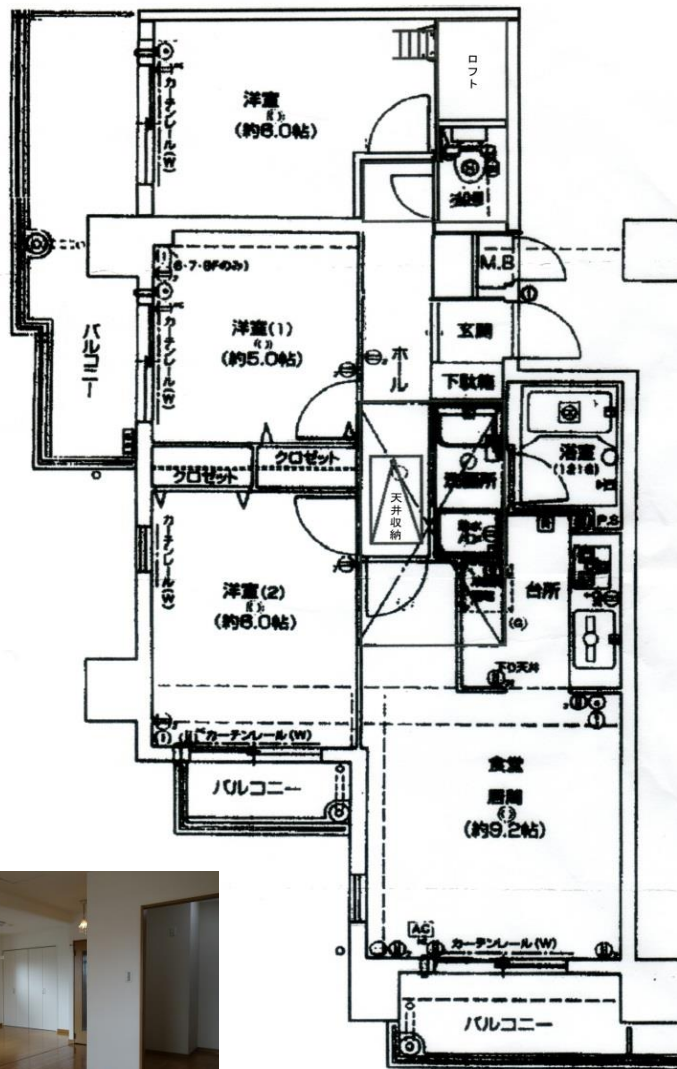 ロフト
洋室
(約6.0帖)
カーテンレール(W)
M.B
6・7・8Fのみ)
玄関
洋室(1)
(約5.0帖)
カーテンレール(W)
ホール
バルコニー
下駄箱
浴室
(1216)
クロゼット
クロゼット
洗面所
天井収納
P.S
カーテンレール(W)
洋室(2)
(約6.0帖)
台所
(G)
下り天井
カーテンレール(W)
バルコニー
食堂
居間
(約9.2帖)
AC
カーテンレール(W)
バルコニー